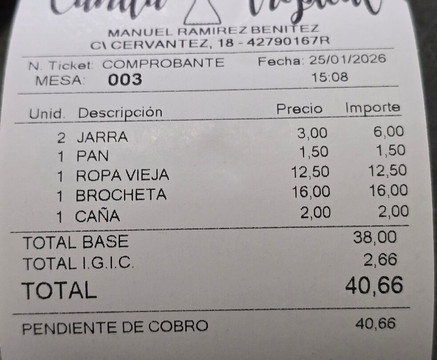 MANUEL RAMIREZ BENITEZ
C\ CERVANTEZ, 18 - 42790167R
N. Ticket: COMPROBANTE Fecha: 25/01/2026
MESA: 003 15:08
Unid. Descripción Precio Importe
2 JARRA 3,00 6,00
1 PAN 1,50 1,50
1 ROPA VIEJA 12,50 12,50
1 BROCHETA 16,00 16,00
1 CAÑA 2,00 2,00
TOTAL BASE 38,00
TOTAL I.G.I.C. 2,66
TOTAL 40,66
PENDIENTE DE COBRO 40,66